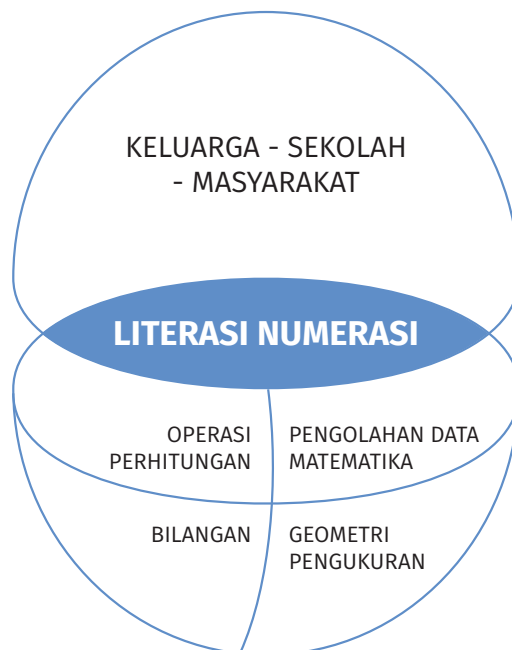 KELUARGA - SEKOLAH
- MASYARAKAT
LITERASI NUMERASI
OPERASI
PERHITUNGAN
PENGOLAHAN DATA
MATEMATIKA
BILANGAN
GEOMETRI
PENGUKURAN